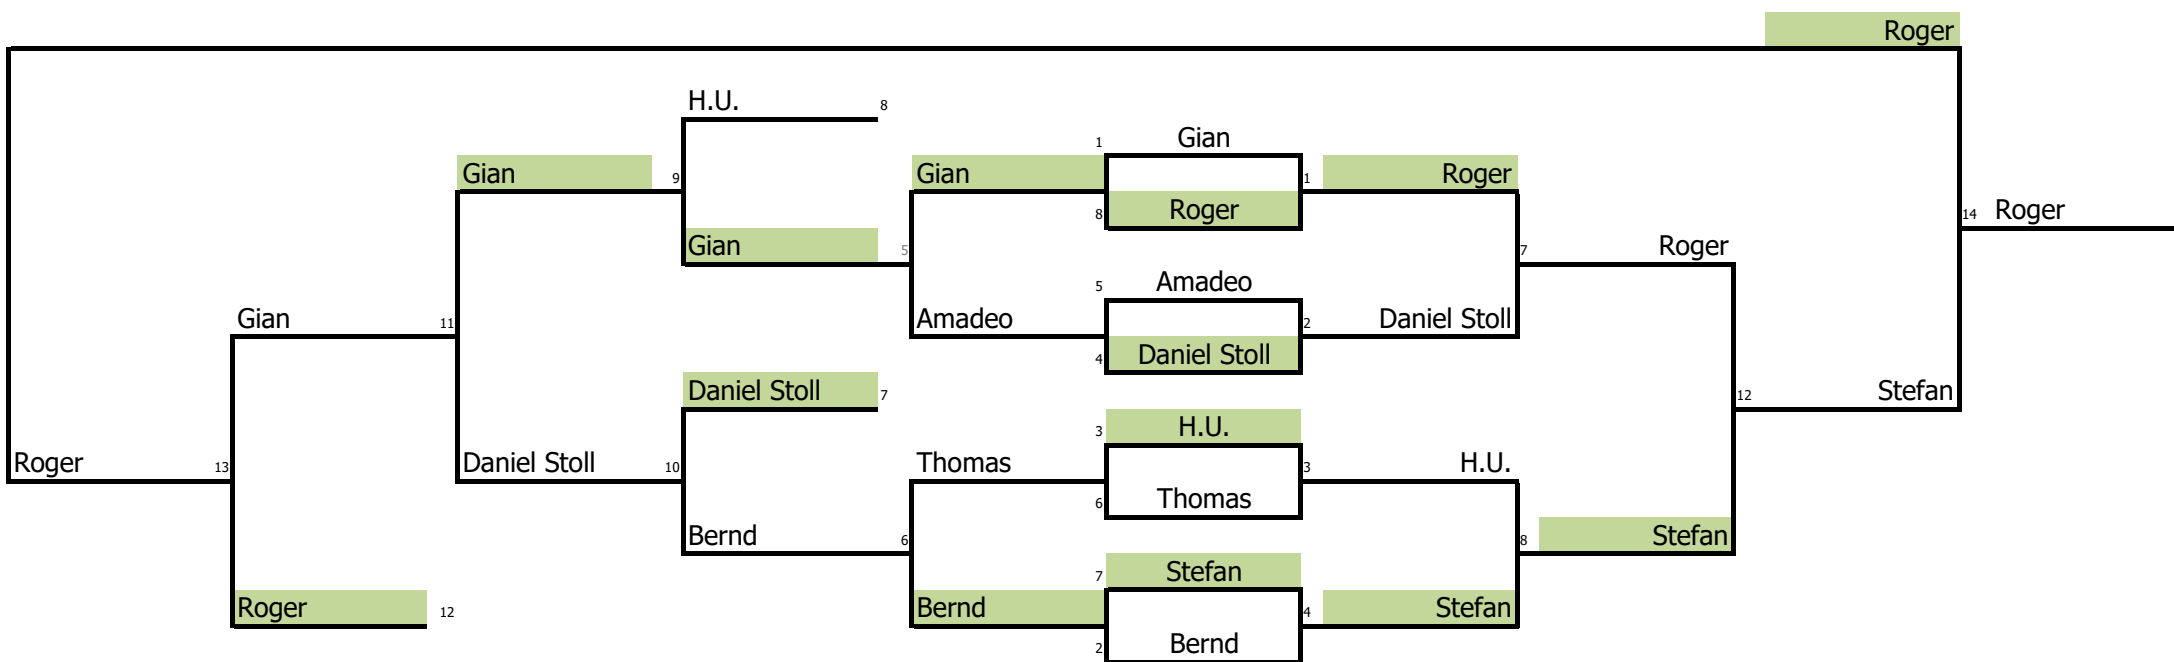 Roger
H.U. 8
1 Gian
Gian 9 Gian 1 Roger
8 Roger 14 Roger
Gian 5 7 Roger
5 Amadeo
Gian 11 Amadeo 2 Daniel Stoll
4 Daniel Stoll
Daniel Stoll 7 12 Stefan
3 H.U.
Roger 13 Daniel Stoll 10 Thomas 3 H.U.
6 Thomas
Bernd 6 8 Stefan
7 Stefan
Roger 12 Bernd 4 Stefan
2 Bernd